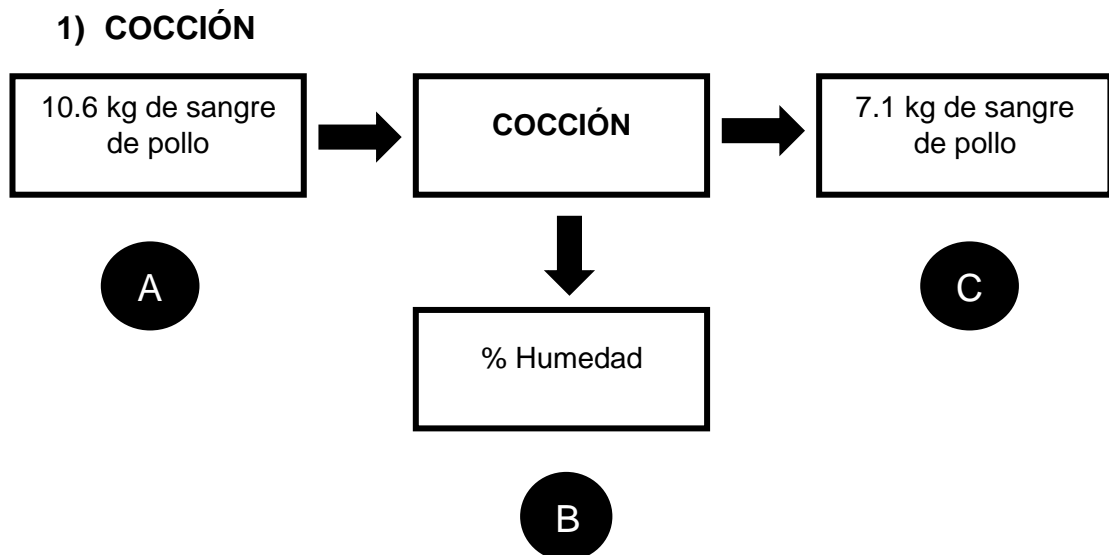 1) COCCIÓN
10.6 kg de sangre
de pollo
COCCIÓN
7.1 kg de sangre
de pollo
A
C
% Humedad
B